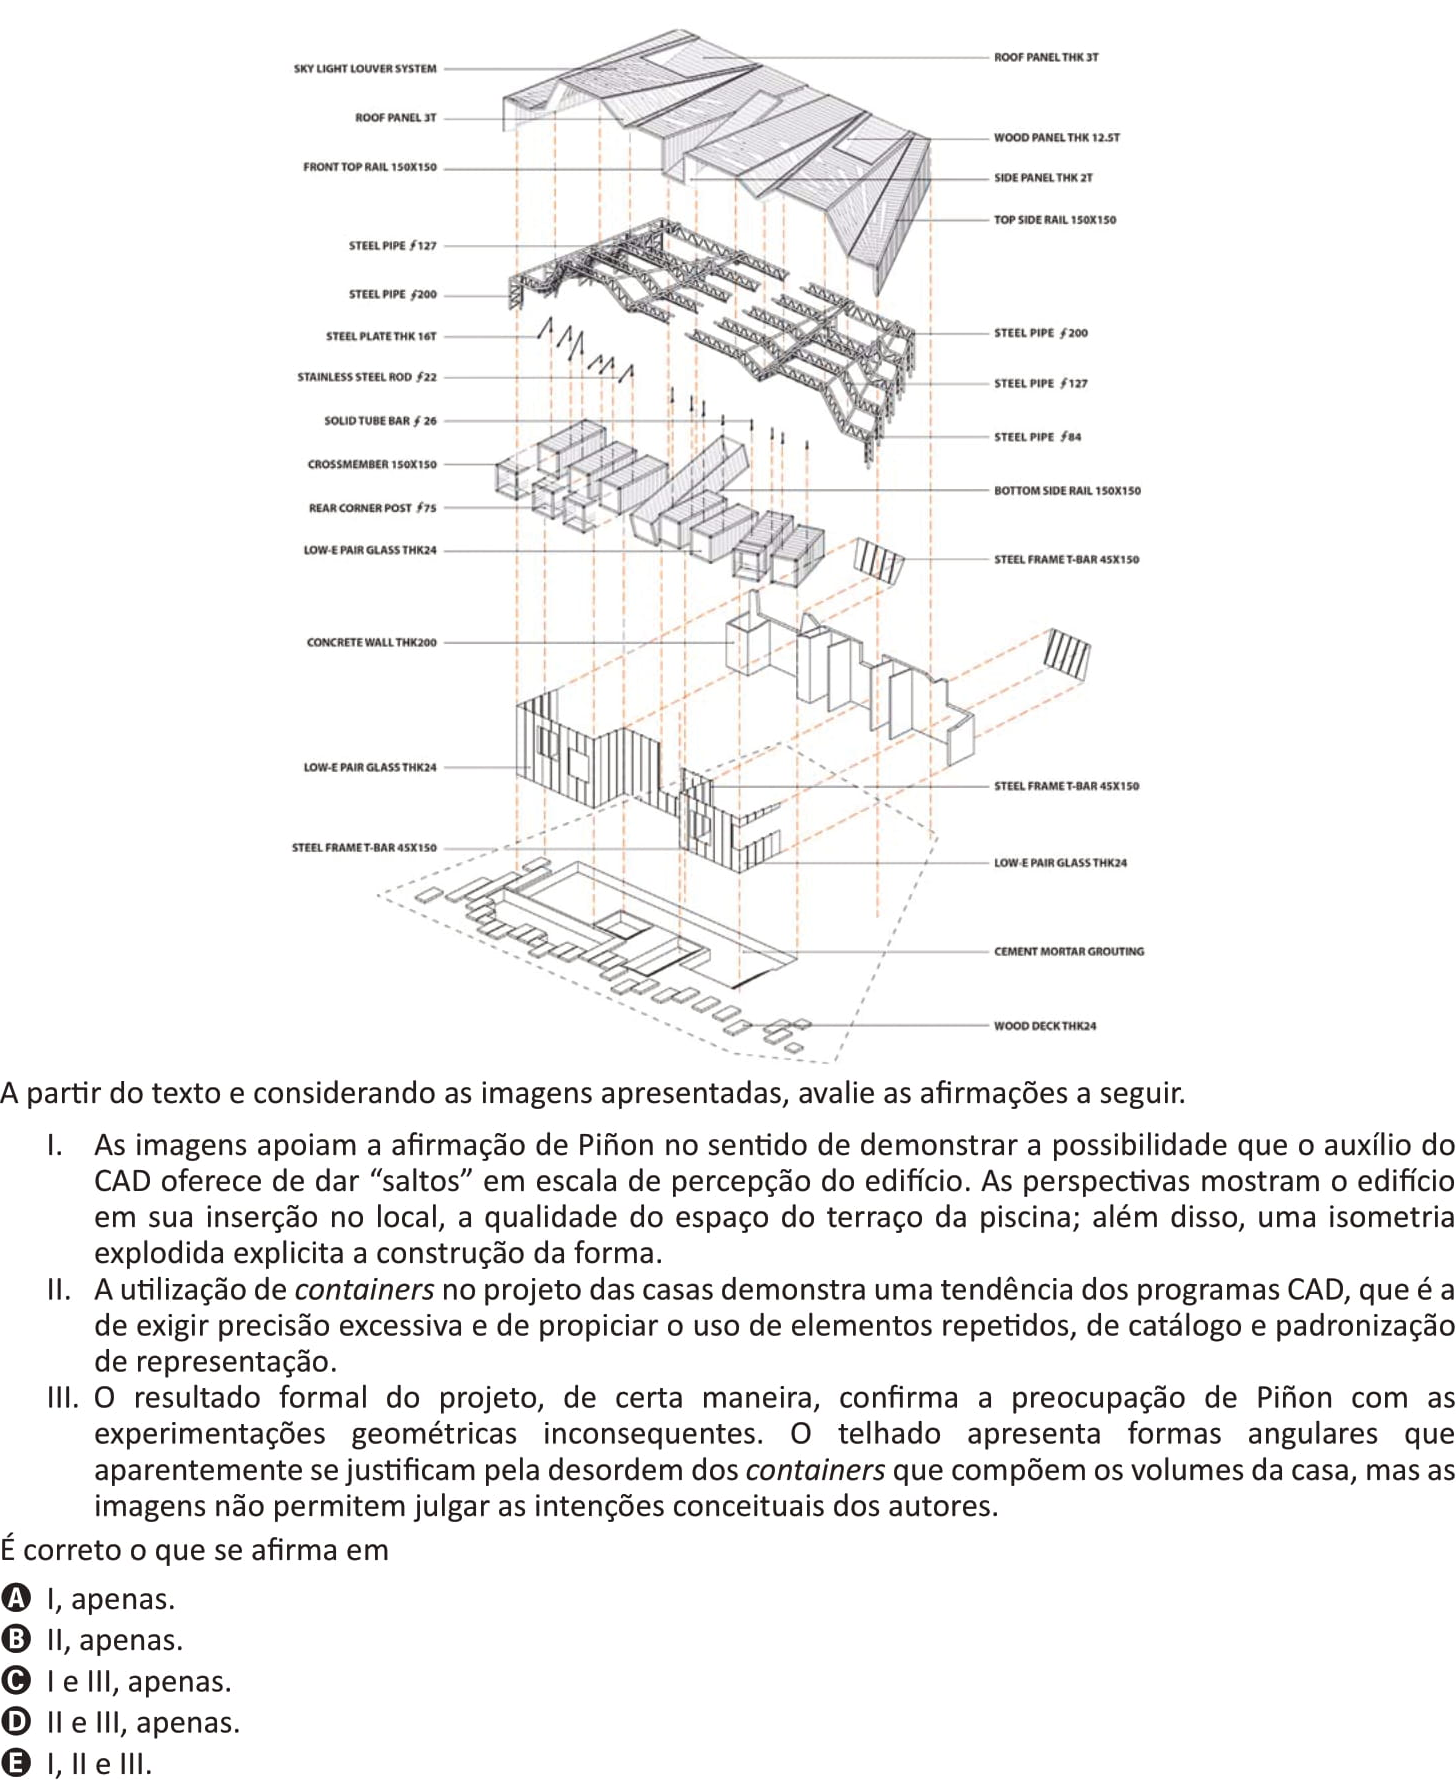 SKY LIGHT LOUVER SYSTEM
ROOF PANEL THK 3T
ROOF PANEL 3T
WOOD PANEL THK 12.5T
FRONT TOP RAIL 150X150
SIDE PANEL THK 2T
TOP SIDE RAIL 150X150
STEEL PIPE ∮127
STEEL PIPE ∮200
STEEL PLATE THK 16T
STEEL PIPE ∮200
STAINLESS STEEL ROD ∮22
STEEL PIPE ∮127
SOLID TUBE BAR ∮ 26
STEEL PIPE ∮84
CROSSMEMBER 150X150
BOTTOM SIDE RAIL 150X150
REAR CORNER POST ∮75
LOW-E PAIR GLASS THK24
STEEL FRAME T-BAR 45X150
CONCRETE WALL THK200
LOW-E PAIR GLASS THK24
STEEL FRAME T-BAR 45X150
STEEL FRAME T-BAR 45X150
LOW-E PAIR GLASS THK24
CEMENT MORTAR GROUTING
WOOD DECK THK24
A partir do texto e considerando as imagens apresentadas, avalie as afirmações a seguir.
I. As imagens apoiam a afirmação de Piñon no sentido de demonstrar a possibilidade que o auxílio do
CAD oferece de dar “saltos” em escala de percepção do edifício. As perspectivas mostram o edifício
em sua inserção no local, a qualidade do espaço do terraço da piscina; além disso, uma isometria
explodida explicita a construção da forma.
II. A utilização de containers no projeto das casas demonstra uma tendência dos programas CAD, que é a
de exigir precisão excessiva e de propiciar o uso de elementos repetidos, de catálogo e padronização
de representação.
III. O resultado formal do projeto, de certa maneira, confirma a preocupação de Piñon com as
experimentações geométricas inconsequentes. O telhado apresenta formas angulares que
aparentemente se justificam pela desordem dos containers que compõem os volumes da casa, mas as
imagens não permitem julgar as intenções conceituais dos autores.
É correto o que se afirma em
A I, apenas.
B II, apenas.
C I e III, apenas.
D II e III, apenas.
E I, II e III.